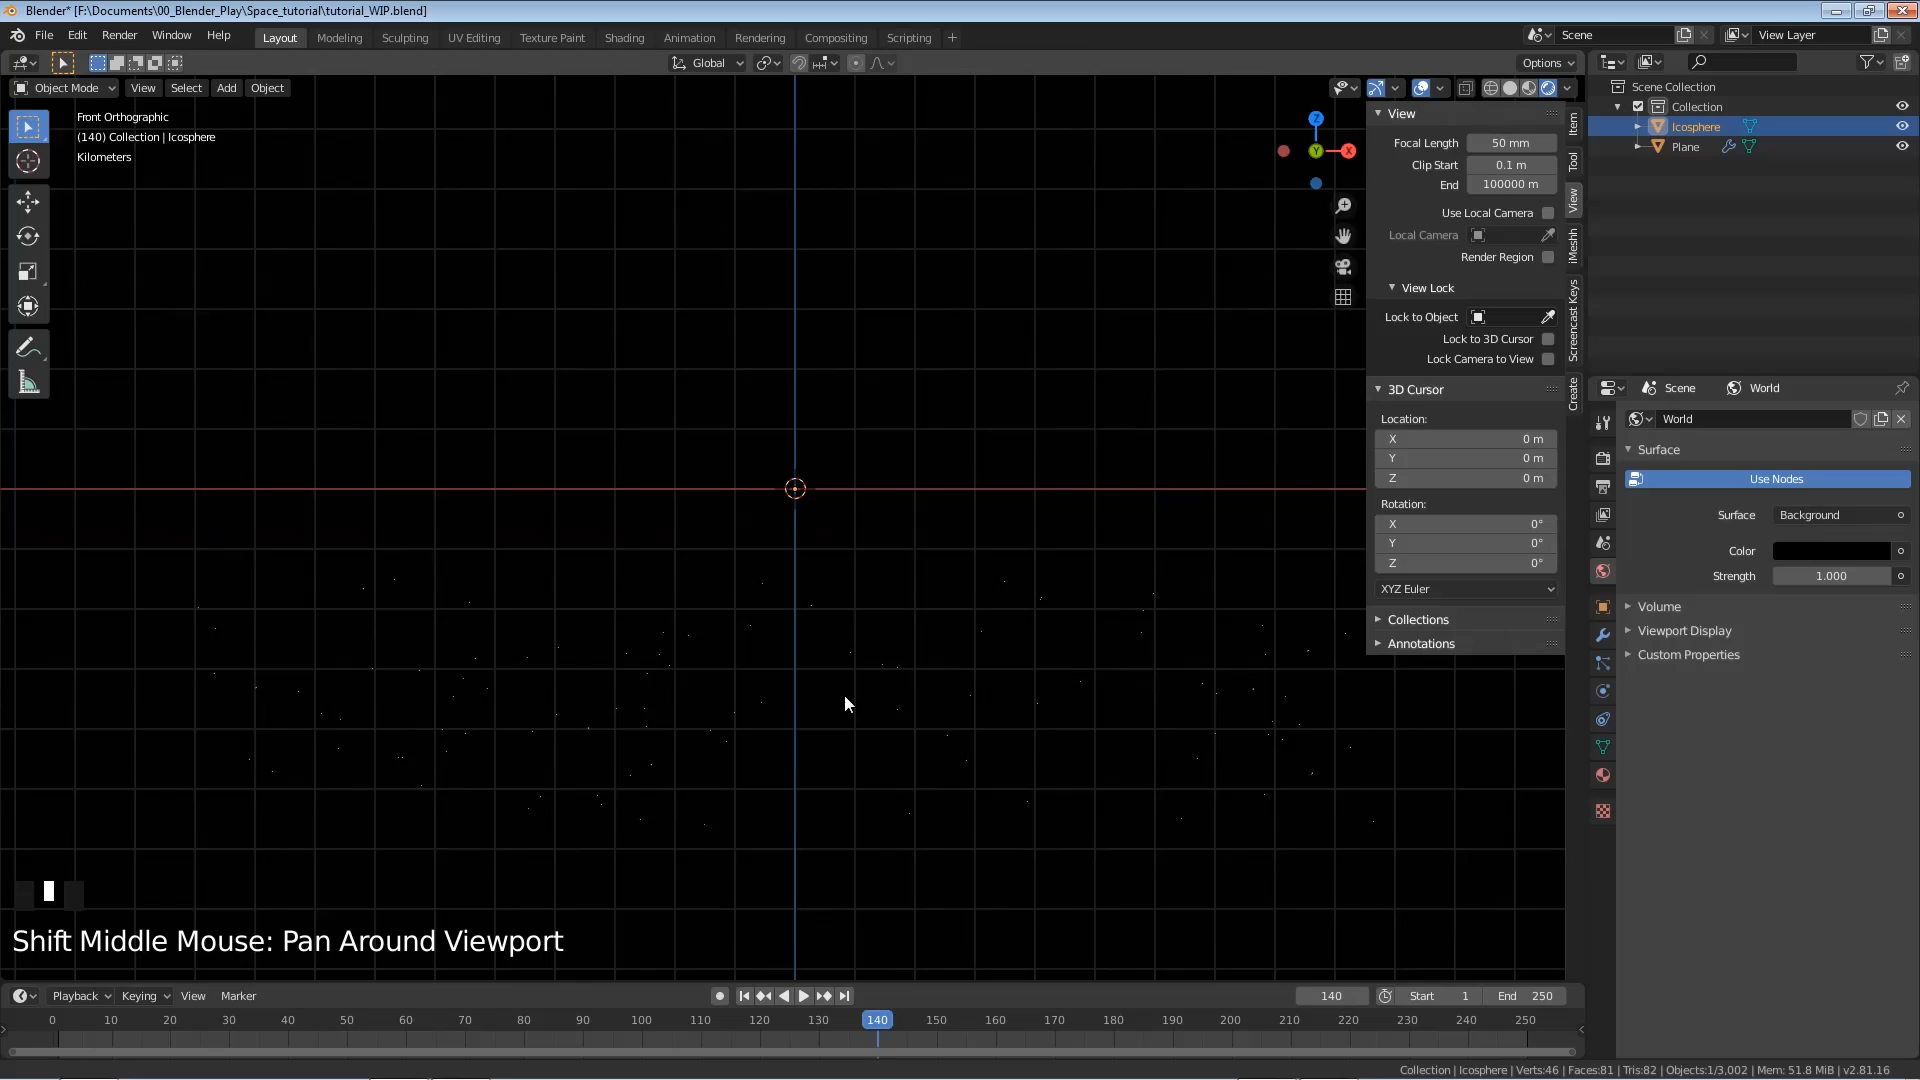 Blender* [F:\Documents\00_Blender_Play\Space_tutorial\tutorial_WIP.blend]
File Edit Render Window Help
Layout Modeling Sculpting UV Editing Texture Paint Shading Animation Rendering Compositing Scripting +
Scene
View Layer
Global
Options
Object Mode View Select Add Object
Front Orthographic
(140) Collection | Icosphere
Kilometers
Z
Y
X
View
Focal Length 50 mm
Clip Start 0.1 m
End 100000 m
Use Local Camera
Local Camera
Render Region
View Lock
Lock to Object
Lock to 3D Cursor
Lock Camera to View
3D Cursor
Location:
X 0 m
Y 0 m
Z 0 m
Rotation:
X 0°
Y 0°
Z 0°
XYZ Euler
Collections
Annotations
Item
Tool
View
iMeshh
Screencast Keys
Create
Scene Collection
Collection
Icosphere
Plane
Scene World
World
Surface
Use Nodes
Surface Background
Color
Strength 1.000
Volume
Viewport Display
Custom Properties
Shift Middle Mouse: Pan Around Viewport
Playback Keying View Marker
140 Start 1 End 250
0 10 20 30 40 50 60 70 80 90 100 110 120 130 140 150 160 170 180 190 200 210 220 230 240 250
Collection | Icosphere | Verts:46 | Faces:81 | Tris:82 | Objects:1/3,002 | Mem: 51.8 MiB | v2.81.16